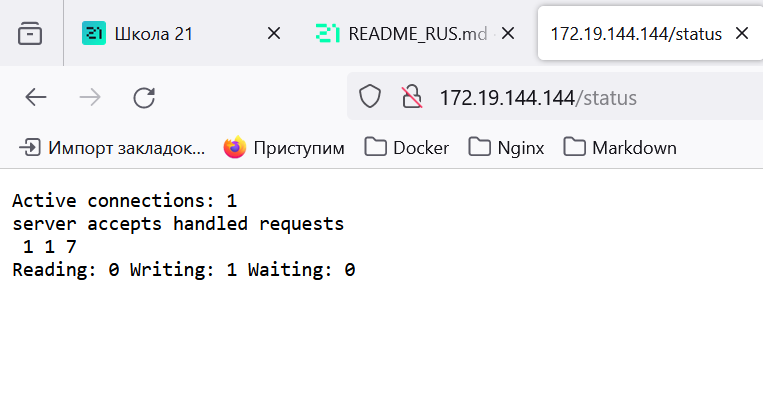 Школа 21
README_RUS.md
172.19.144.144/status
172.19.144.144/status
Импорт закладок...
Приступим
Docker
Nginx
Markdown
Active connections: 1
server accepts handled requests
1 1 7
Reading: 0 Writing: 1 Waiting: 0